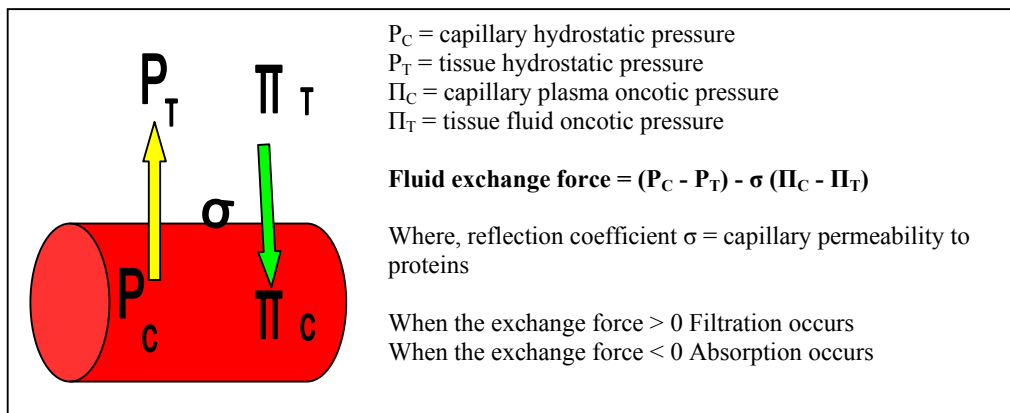 P_T Π_T
σ
P_C Π_C
P_C = capillary hydrostatic pressure
P_T = tissue hydrostatic pressure
Π_C = capillary plasma oncotic pressure
Π_T = tissue fluid oncotic pressure
Fluid exchange force = (P_C - P_T) - σ (Π_C - Π_T)
Where, reflection coefficient σ = capillary permeability to
proteins
When the exchange force > 0 Filtration occurs
When the exchange force < 0 Absorption occurs